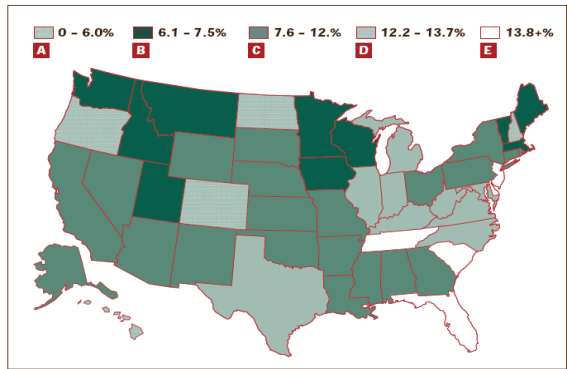 0 – 6.0% 6.1 – 7.5% 7.6 – 12.% 12.2 – 13.7% 13.8+%
A B C D E